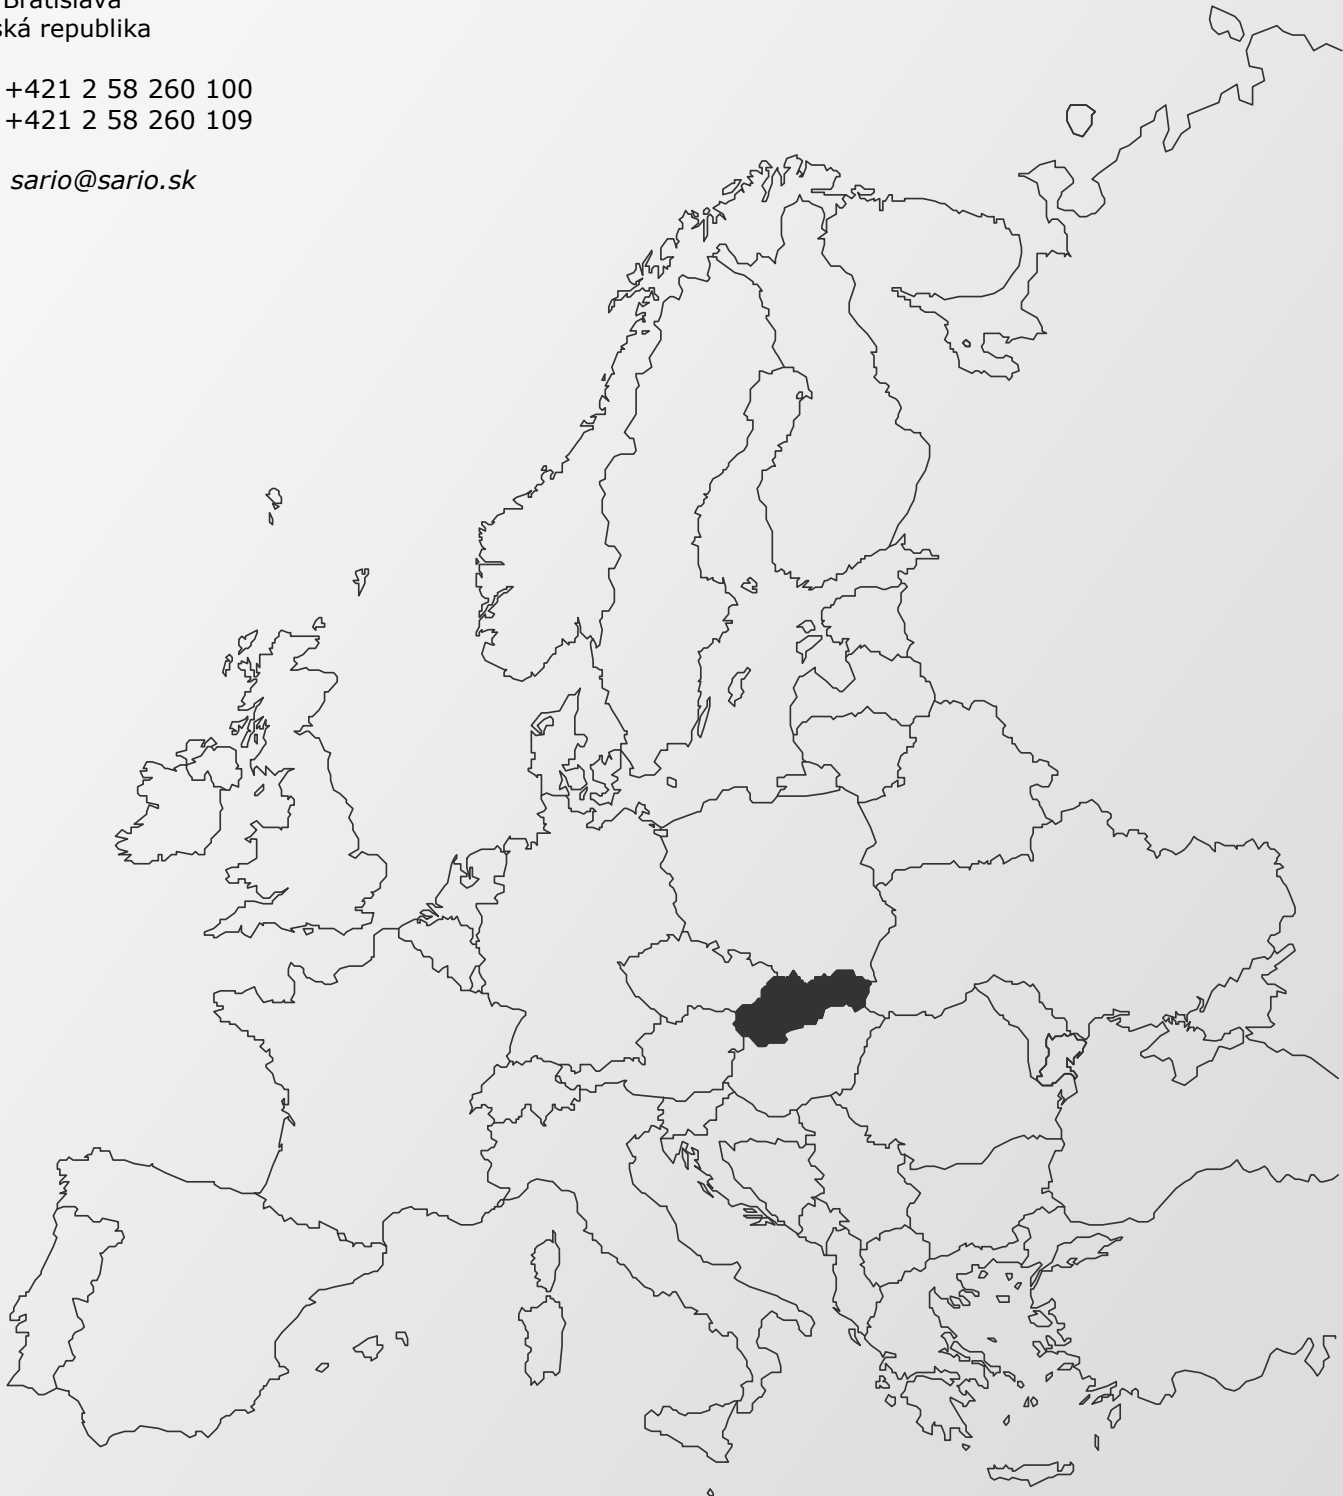 Bratislava
ská republika
+421 2 58 260 100
+421 2 58 260 109
sario@sario.sk